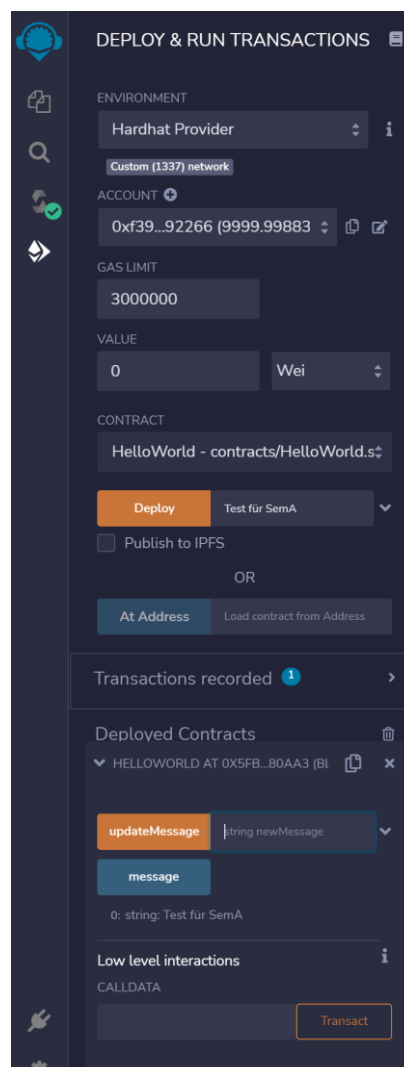 DEPLOY & RUN TRANSACTIONS
ENVIRONMENT
Hardhat Provider
Custom (1337) network
ACCOUNT
0xf39...92266 (9999.99883
GAS LIMIT
3000000
VALUE
0 Wei
CONTRACT
HelloWorld - contracts/HelloWorld.s
Deploy Test für SemA
Publish to IPFS
OR
At Address Load contract from Address
Transactions recorded 1
Deployed Contracts
HELLOWORLD AT 0X5FB...80AA3 (BL
updateMessage string newMessage
message
0: string: Test für SemA
Low level interactions
CALLDATA
Transact